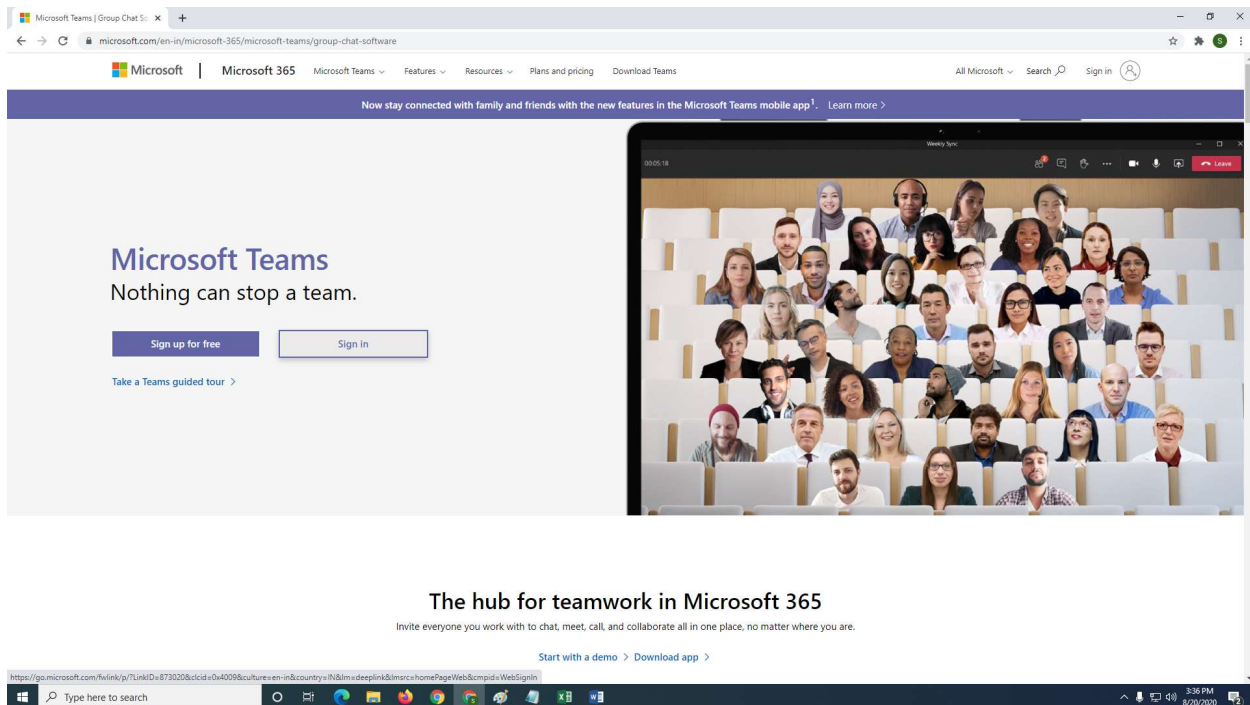 Microsoft Teams | Group Chat So
microsoft.com/en-in/microsoft-365/microsoft-teams/group-chat-software
S
Microsoft | Microsoft 365 Microsoft Teams Features Resources Plans and pricing Download Teams All Microsoft Search Sign in
Now stay connected with family and friends with the new features in the Microsoft Teams mobile app1. Learn more >
Weekly Sync
00:05:18 2 Leave
Microsoft Teams
Nothing can stop a team.
Sign up for free Sign in
Take a Teams guided tour >
The hub for teamwork in Microsoft 365
Invite everyone you work with to chat, meet, call, and collaborate all in one place, no matter where you are.
Start with a demo > Download app >
https://go.microsoft.com/fwlink/p/?LinkID=873020&clcid=0x4009&culture=en-in&country=IN&lm=deeplink&lmsrc=homePageWeb&cmpid=WebSignIn
Type here to search 3:36 PM
8/20/2020 2